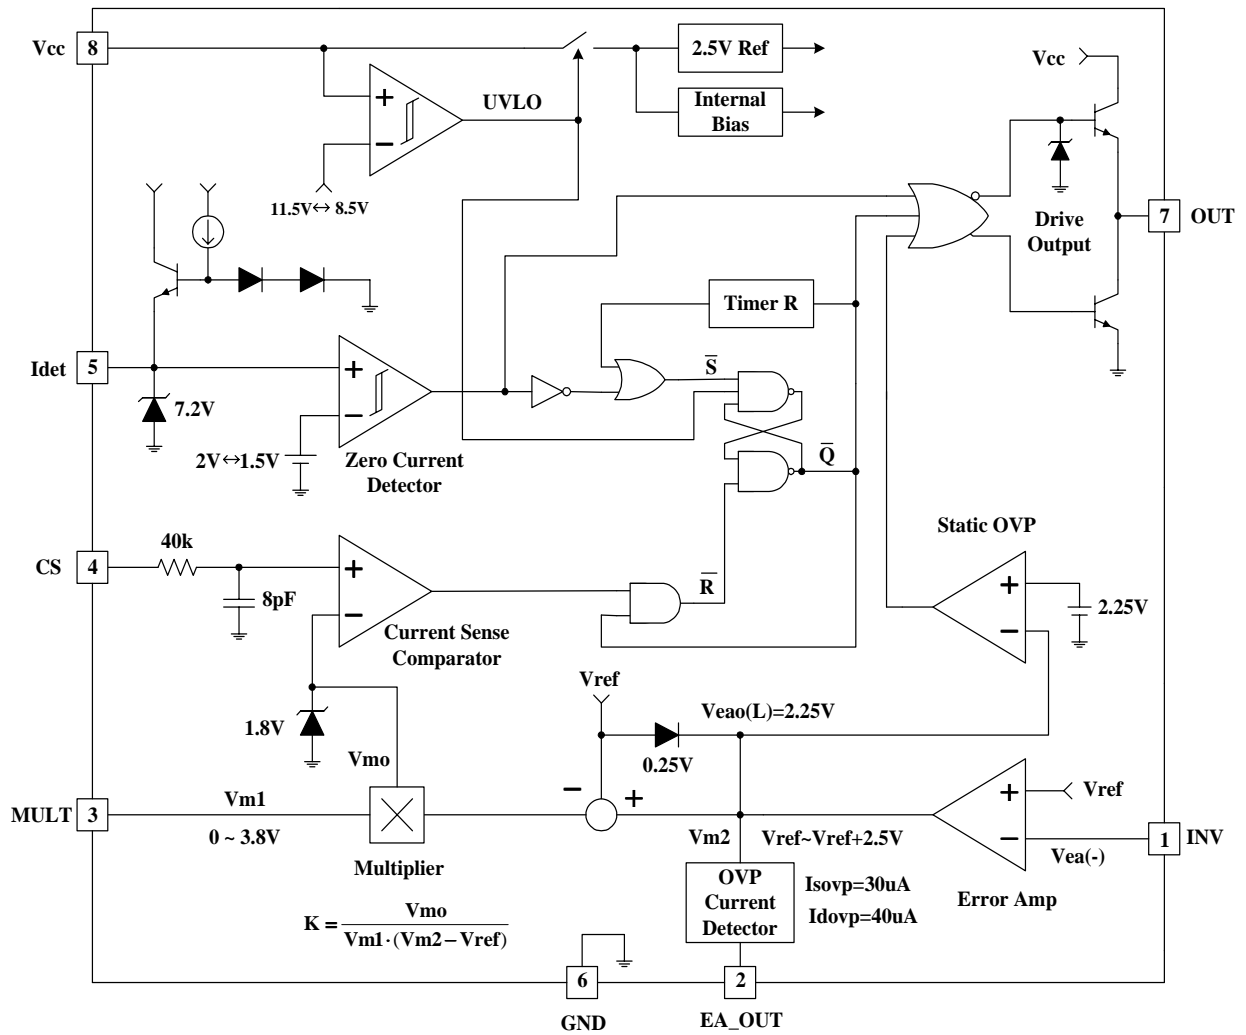 Vcc
8
2.5V Ref
Vcc
UVLO
Internal
Bias
11.5V↔ 8.5V
Drive
Output
7
OUT
Timer R
Idet
5
S̅
7.2V
2V↔1.5V
Zero Current
Detector
Q̅
Static OVP
40k
CS
4
8pF
R̅
2.25V
Current Sense
Comparator
Vref
1.8V
Veao(L)=2.25V
Vmo
0.25V
MULT
3
Vm1
0 ~ 3.8V
Vref
Vm2
Vref~Vref+2.5V
1
INV
Vea(-)
Multiplier
OVP
Current
Detector
Isovp=30uA
Idovp=40uA
Error Amp
K = Vmo / Vm1·(Vm2−Vref)
6
GND
2
EA_OUT